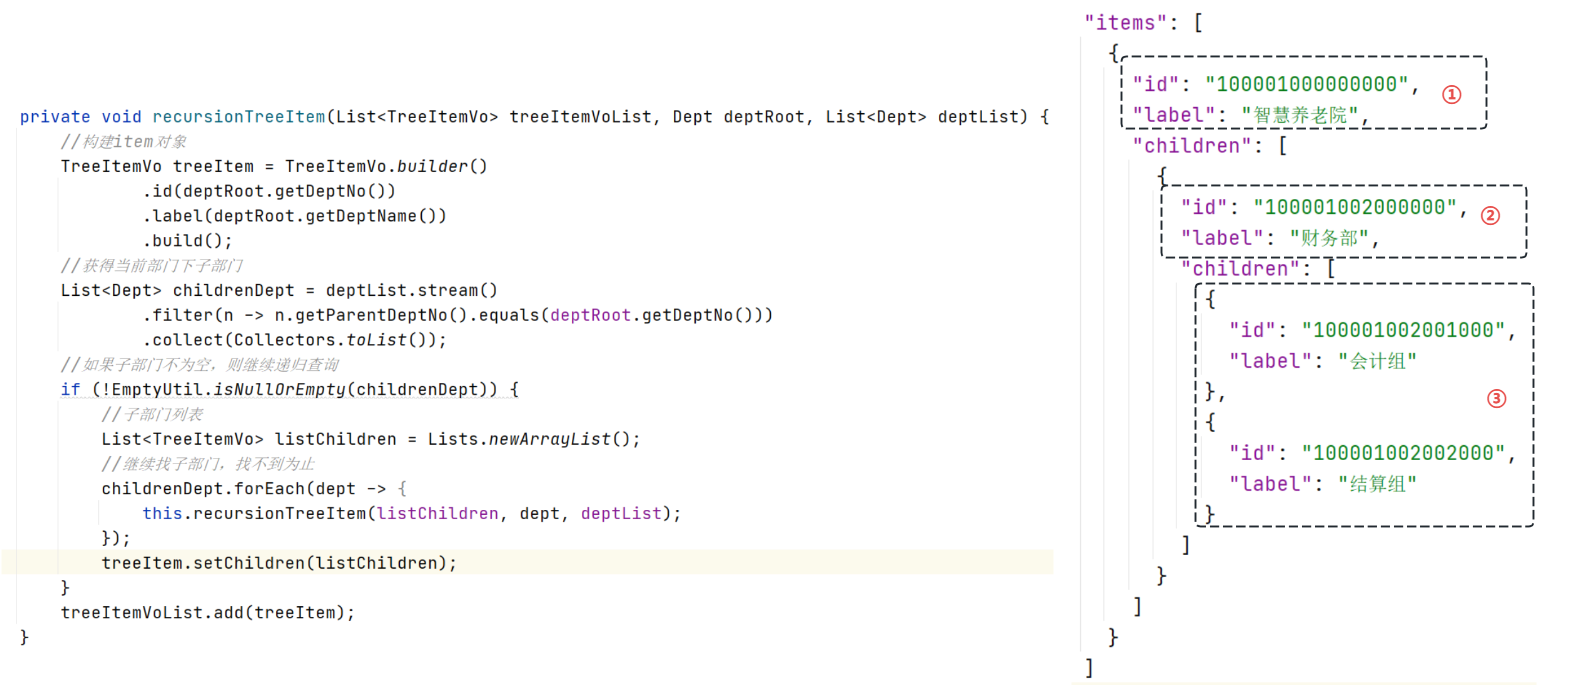 private void recursionTreeItem(List<TreeItemVo> treeItemVoList, Dept deptRoot, List<Dept> deptList) {
//构建item对象
TreeItemVo treeItem = TreeItemVo.builder()
.id(deptRoot.getDeptNo())
.label(deptRoot.getDeptName())
.build();
//获得当前部门下子部门
List<Dept> childrenDept = deptList.stream()
.filter(n -> n.getParentDeptNo().equals(deptRoot.getDeptNo()))
.collect(Collectors.toList());
//如果子部门不为空，则继续递归查询
if (!EmptyUtil.isNullOrEmpty(childrenDept)) {
//子部门列表
List<TreeItemVo> listChildren = Lists.newArrayList();
//继续找子部门，找不到为止
childrenDept.forEach(dept -> {
this.recursionTreeItem(listChildren, dept, deptList);
});
treeItem.setChildren(listChildren);
}
treeItemVoList.add(treeItem);
}
"items": [
{
"id": "100001000000000", ①
"label": "智慧养老院",
"children": [
{
"id": "100001002000000", ②
"label": "财务部",
"children": [
{
"id": "100001002001000",
"label": "会计组"
}, ③
{
"id": "100001002002000",
"label": "结算组"
}
]
}
]
}
]